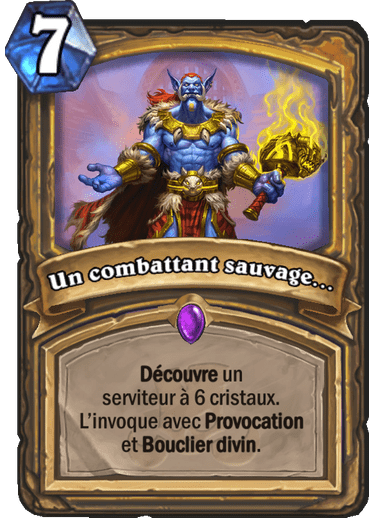 7
Un combattant sauvage…
Découvre un
serviteur à 6 cristaux.
L’invoque avec Provocation
et Bouclier divin.